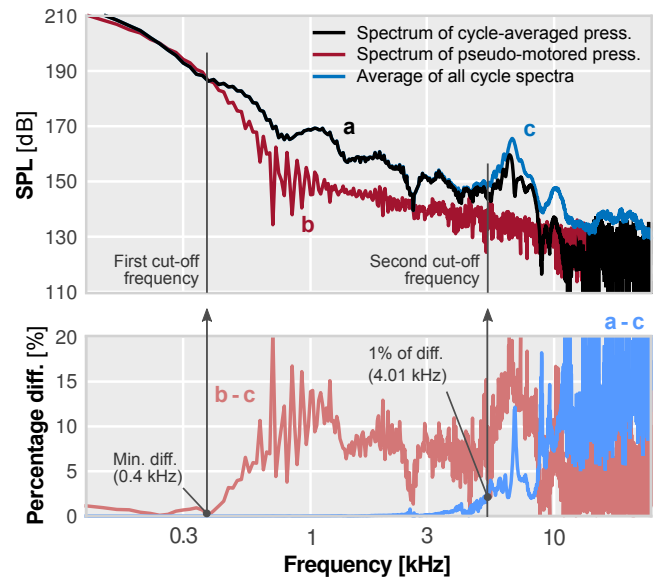 210
190
170
150
130
110
SPL [dB]
Spectrum of cycle-averaged press.
Spectrum of pseudo-motored press.
Average of all cycle spectra
a
b
c
First cut-off
frequency
Second cut-off
frequency
a - c
20
15
10
5
0
Percentage diff. [%]
b - c
1% of diff.
(4.01 kHz)
Min. diff.
(0.4 kHz)
0.3
1
3
10
Frequency [kHz]